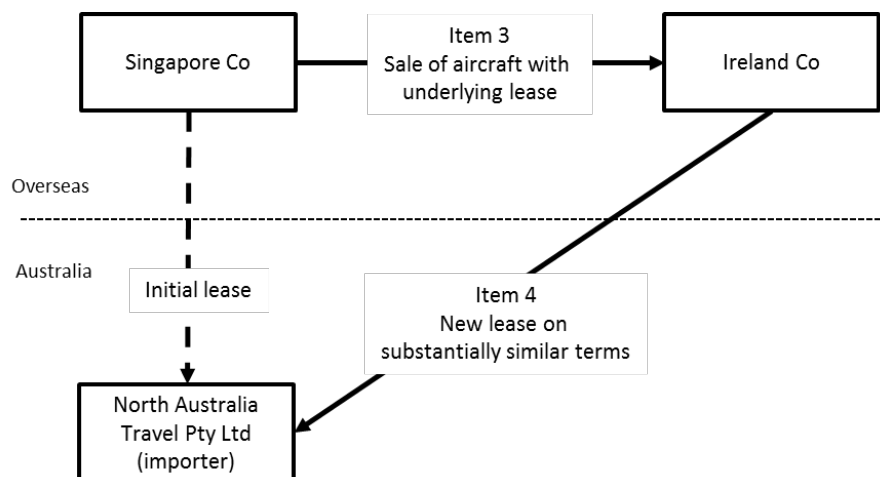 Singapore Co
Item 3
Sale of aircraft with
underlying lease
Ireland Co
Overseas
Australia
Initial lease
Item 4
New lease on
substantially similar terms
North Australia
Travel Pty Ltd
(importer)